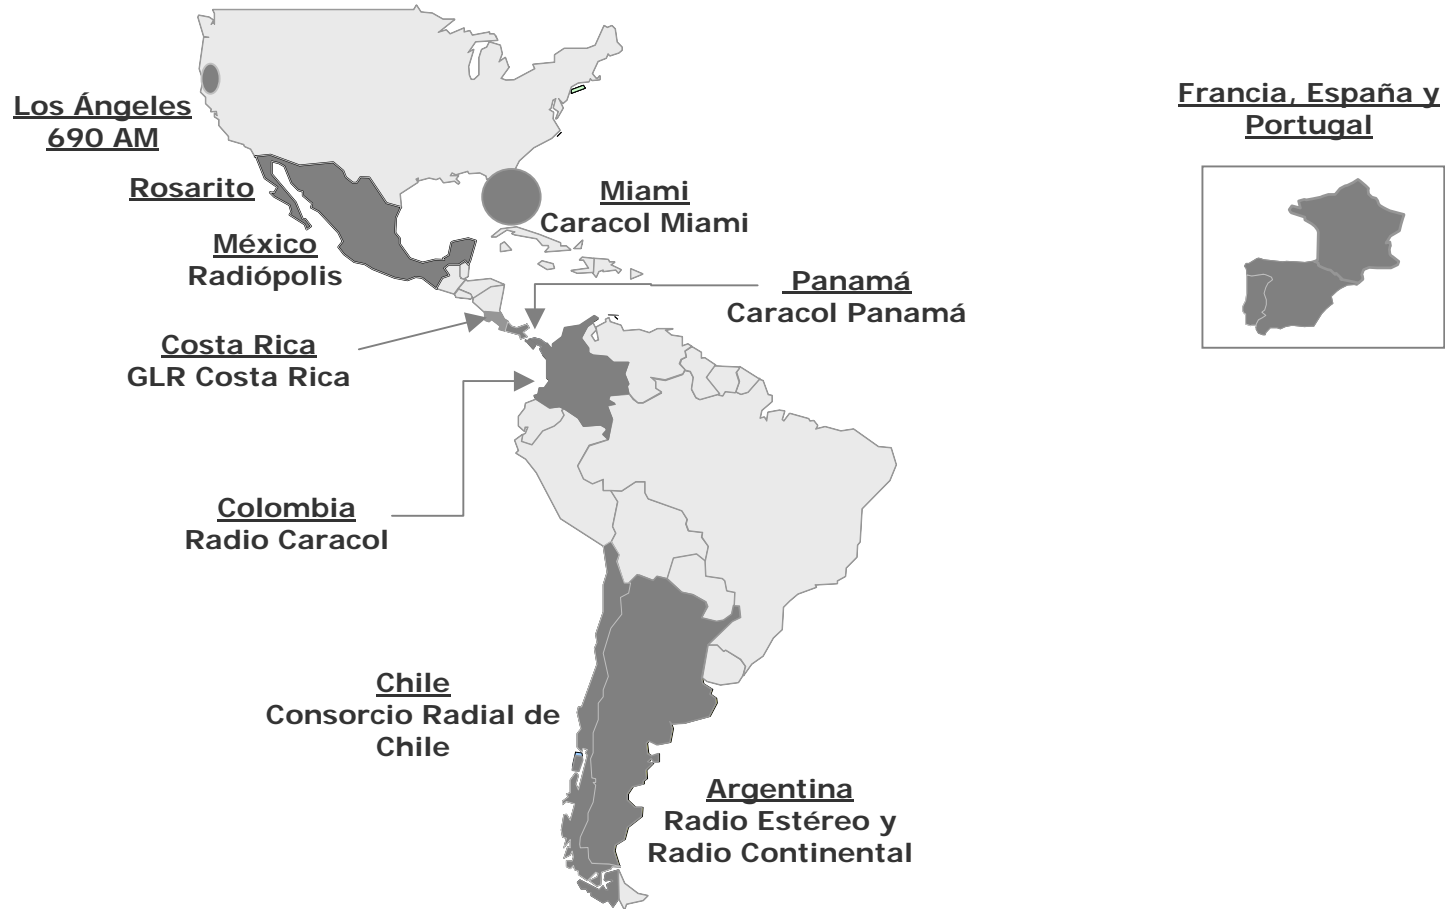 Los Ángeles
690 AM
Francia, España y
Portugal
Rosarito
Miami
Caracol Miami
México
Radiópolis
Panamá
Caracol Panamá
Costa Rica
GLR Costa Rica
Colombia
Radio Caracol
Chile
Consorcio Radial de
Chile
Argentina
Radio Estéreo y
Radio Continental